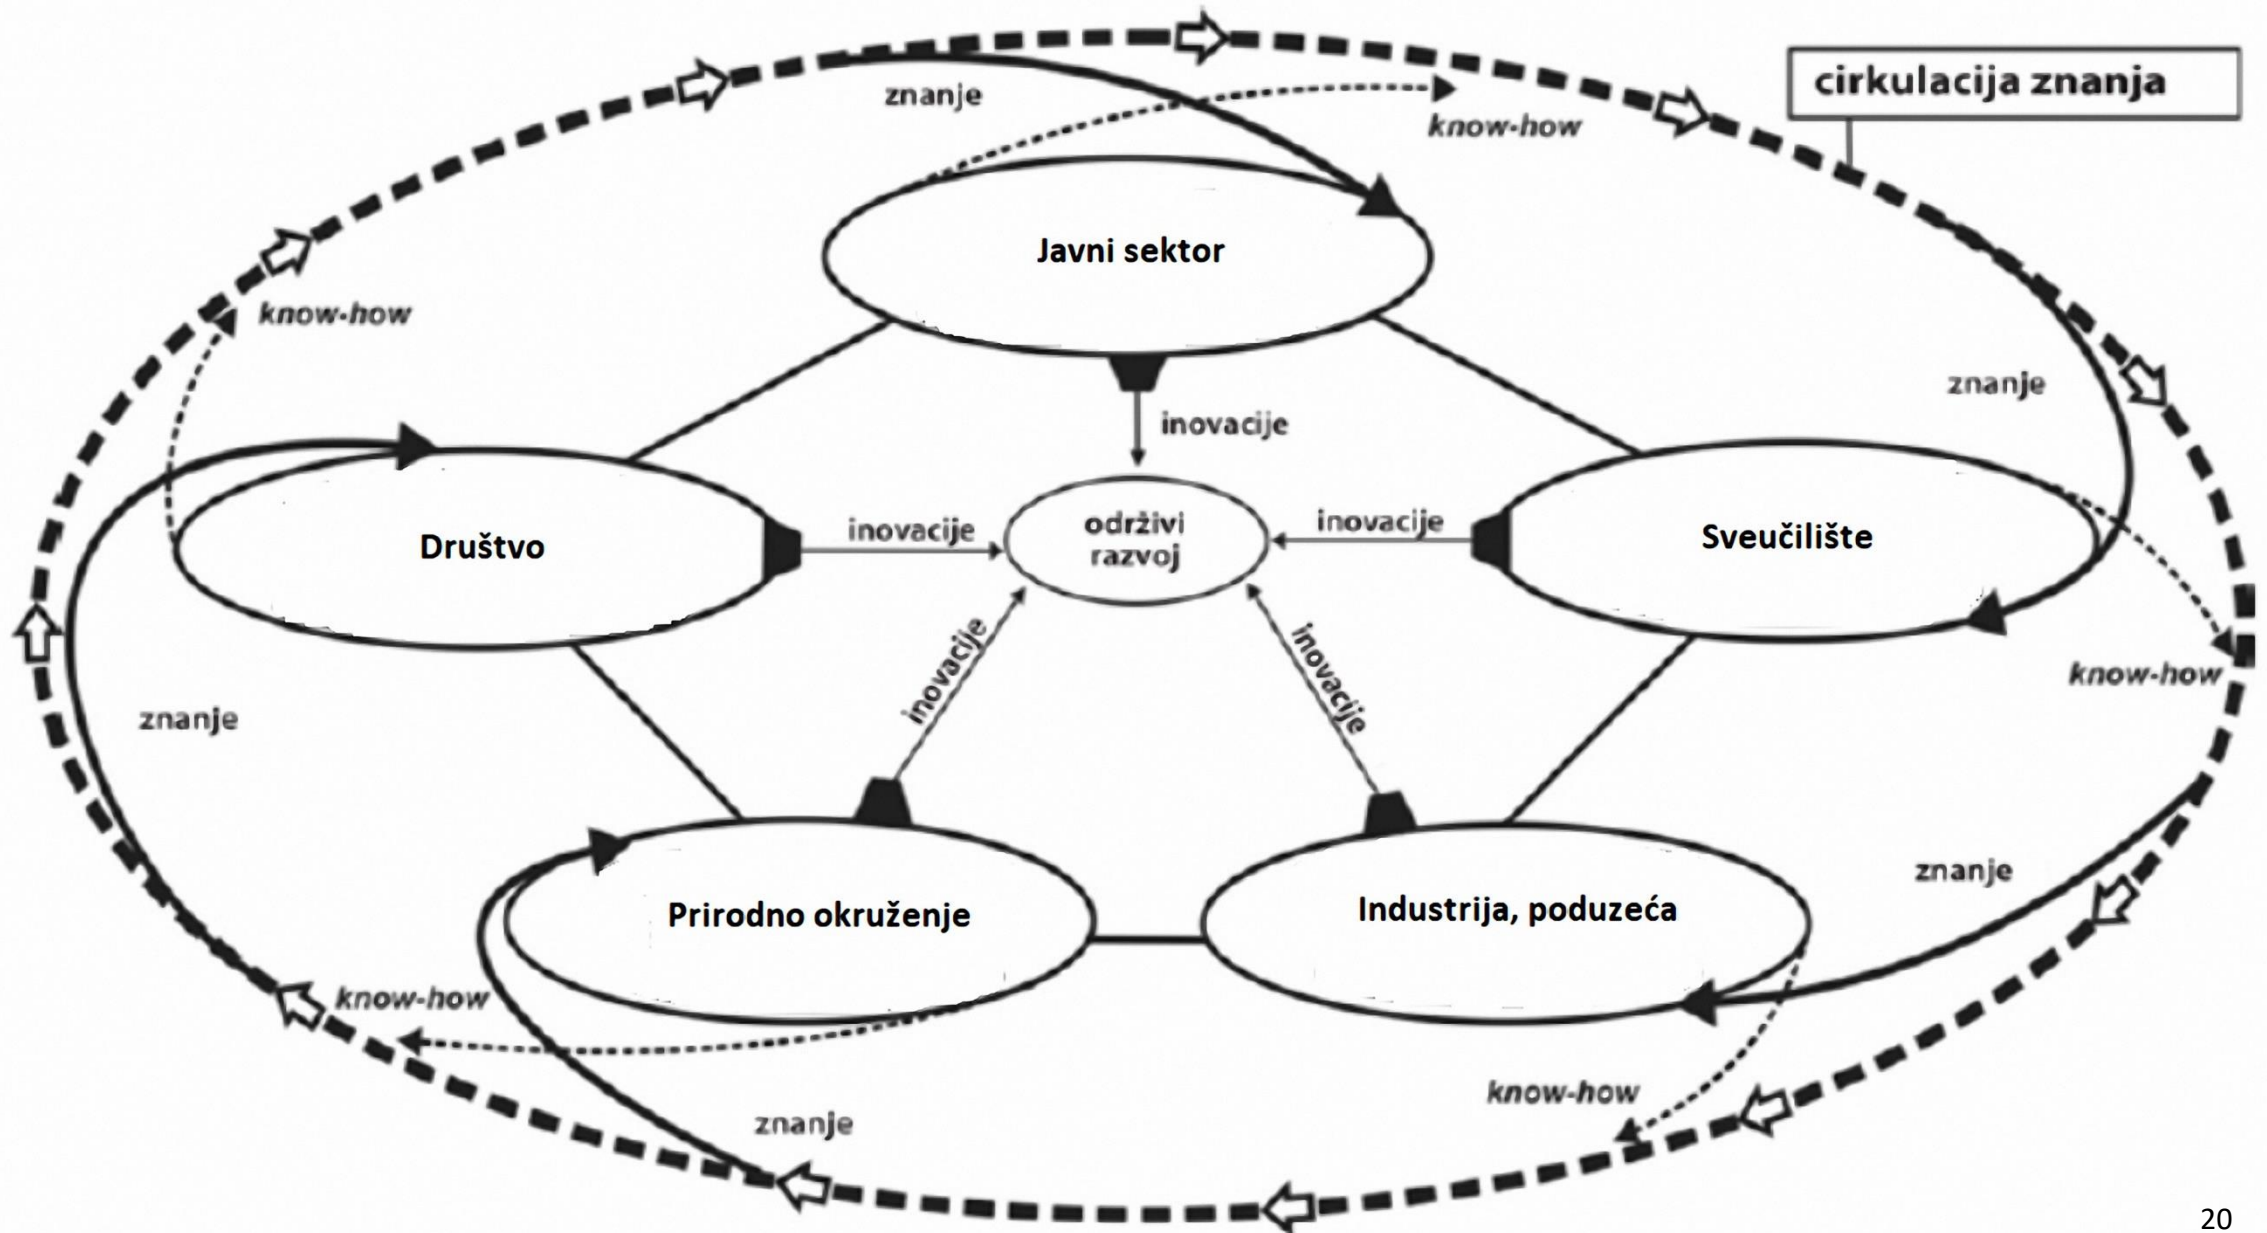 znanje
cirkulacija znanja
know-how
Javni sektor
know-how
znanje
inovacije
Društvo
inovacije
održivi
razvoj
inovacije
Sveučilište
know-how
znanje
inovacije
inovacije
znanje
Prirodno okruženje
Industrija, poduzeća
know-how
know-how
znanje
20